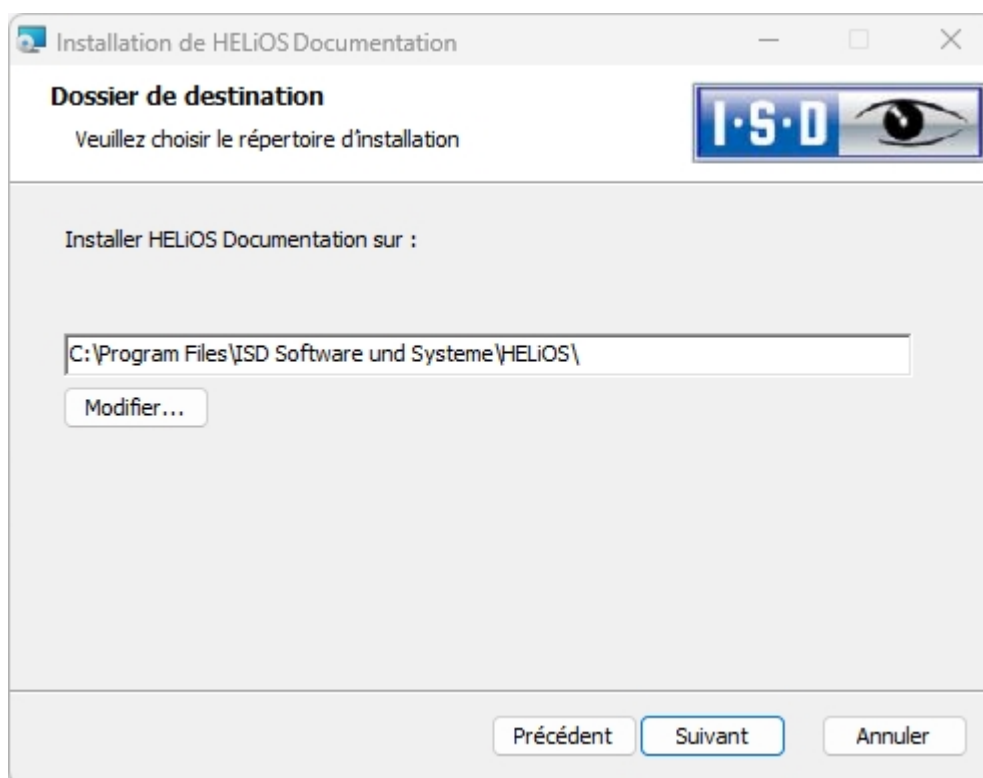 Installation de HELiOS Documentation
Dossier de destination
Veuillez choisir le répertoire d'installation
I·S·D
Installer HELiOS Documentation sur :
C:\Program Files\ISD Software und Systeme\HELiOS\
Modifier...
Précédent Suivant Annuler